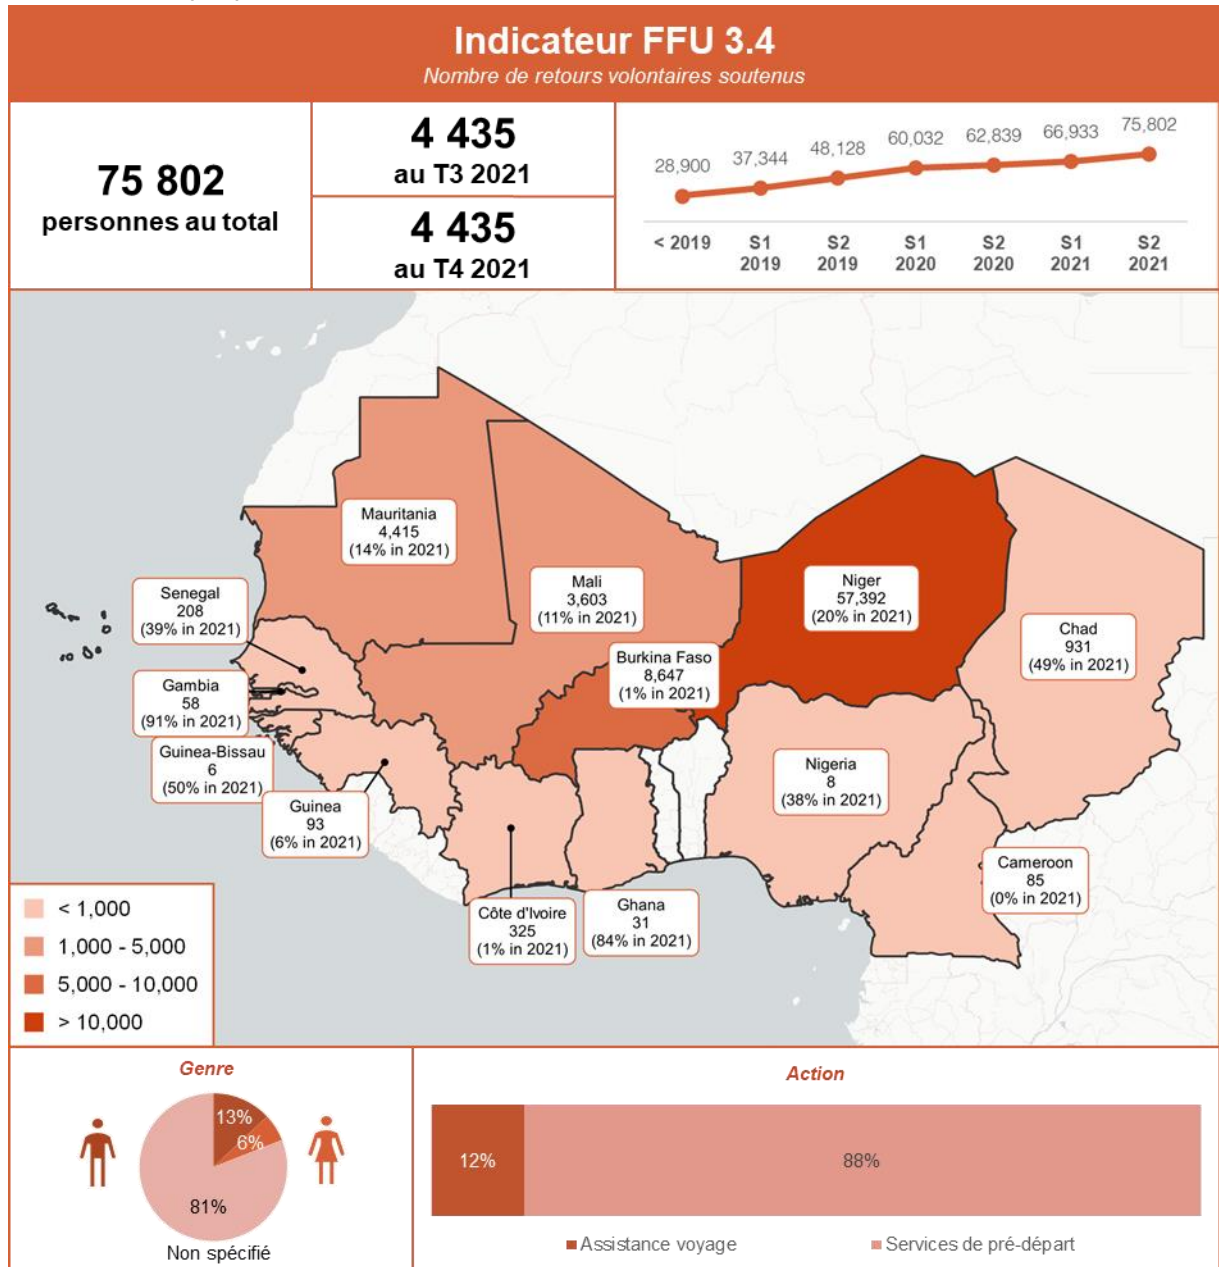 Indicateur FFU 3.4
Nombre de retours volontaires soutenus
75 802
personnes au total
4 435
au T3 2021
4 435
au T4 2021
28,900
37,344
48,128
60,032
62,839
66,933
75,802
< 2019
S1
2019
S2
2019
S1
2020
S2
2020
S1
2021
S2
2021
Mauritania
4,415
(14% in 2021)
Mali
3,603
(11% in 2021)
Niger
57,392
(20% in 2021)
Chad
931
(49% in 2021)
Senegal
208
(39% in 2021)
Burkina Faso
8,647
(1% in 2021)
Gambia
58
(91% in 2021)
Guinea-Bissau
6
(50% in 2021)
Guinea
93
(6% in 2021)
Nigeria
8
(38% in 2021)
Cameroon
85
(0% in 2021)
Côte d'Ivoire
325
(1% in 2021)
Ghana
31
(84% in 2021)
< 1,000
1,000 - 5,000
5,000 - 10,000
> 10,000
Genre
13%
6%
81%
Non spécifié
Action
12%
88%
Assistance voyage
Services de pré-départ